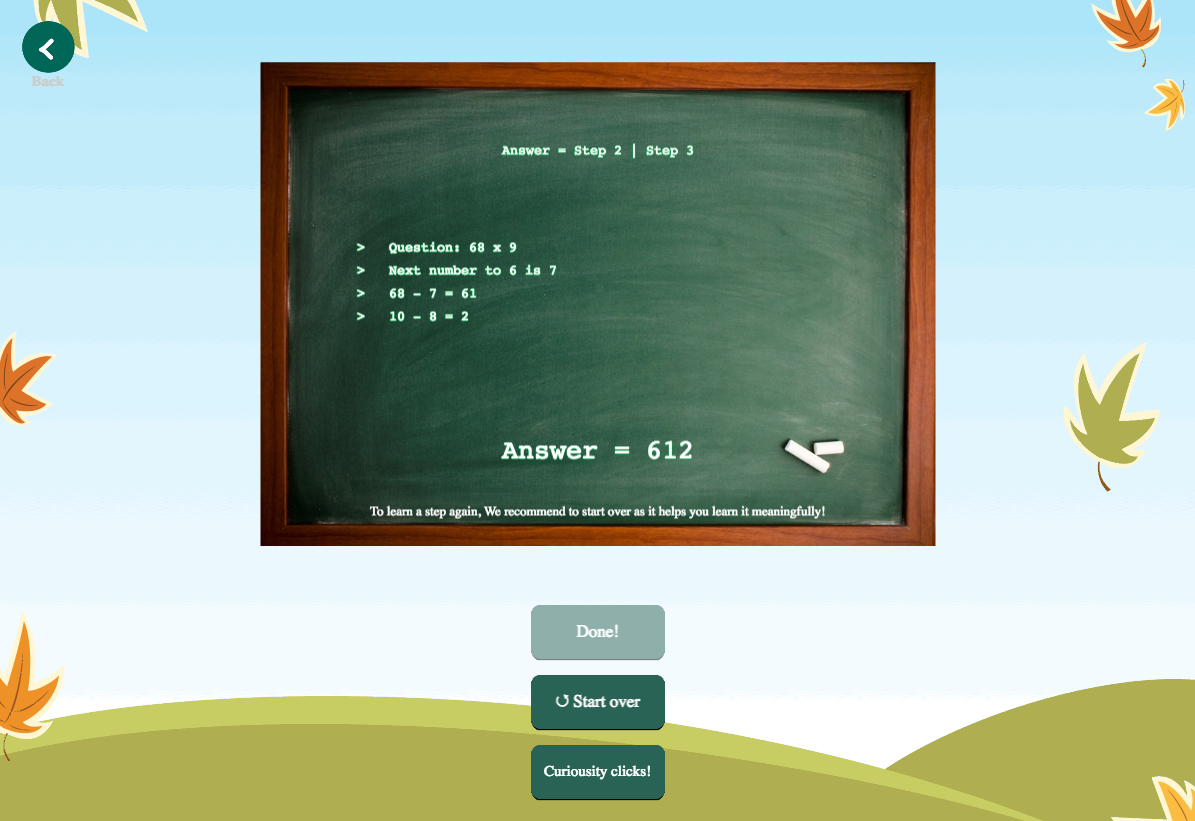 Back
Answer = Step 2 | Step 3
> Question: 68 x 9
> Next number to 6 is 7
> 68 - 7 = 61
> 10 - 8 = 2
Answer = 612
To learn a step again, We recommend to start over as it helps you learn it meaningfully!
Done!
↺ Start over
Curiousity clicks!